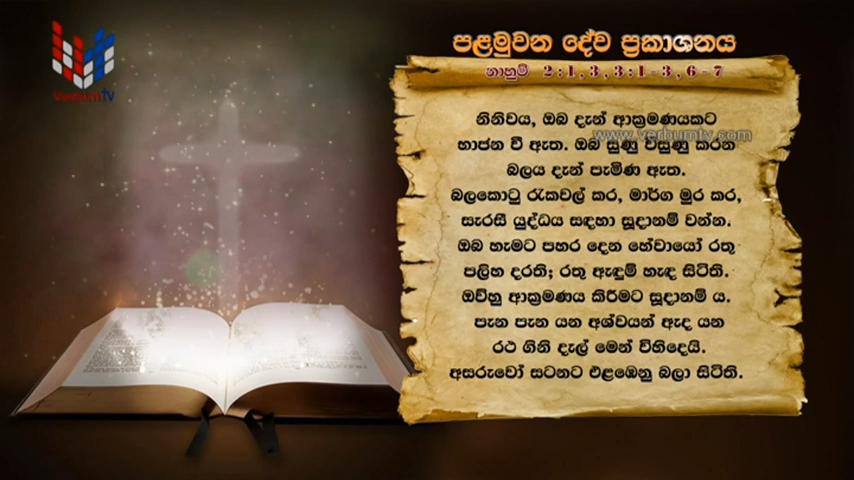 VerbumTV
පළමුවන දේව ප්‍රකාශනය
නාහුම් 2:1,3,3:1-3,6-7
නිනිවය, ඔබ දැන් ආක්‍රමණයකට
www.verbumtv.com
භාජන වී ඇත. ඔබ සුණු විසුණු කරන
බලය දැන් පැමිණ ඇත.
බලකොටු රැකවල් කර, මාර්ග මුර කර,
සැරසී යුද්ධය සඳහා සූදානම් වන්න.
ඔබ හැමට පහර දෙන හේවායෝ රතු
පලිහ දරති; රතු ඇඳුම් හැඳ සිටිති.
ඔව්හු ආක්‍රමණය කිරීමට සූදානම් ය.
පැන පැන යන අශ්වයන් ඇද යන
රථ ගිනි දැල් මෙන් විහිදෙයි.
අසරුවෝ සටනට එළඹෙනු බලා සිටිති.